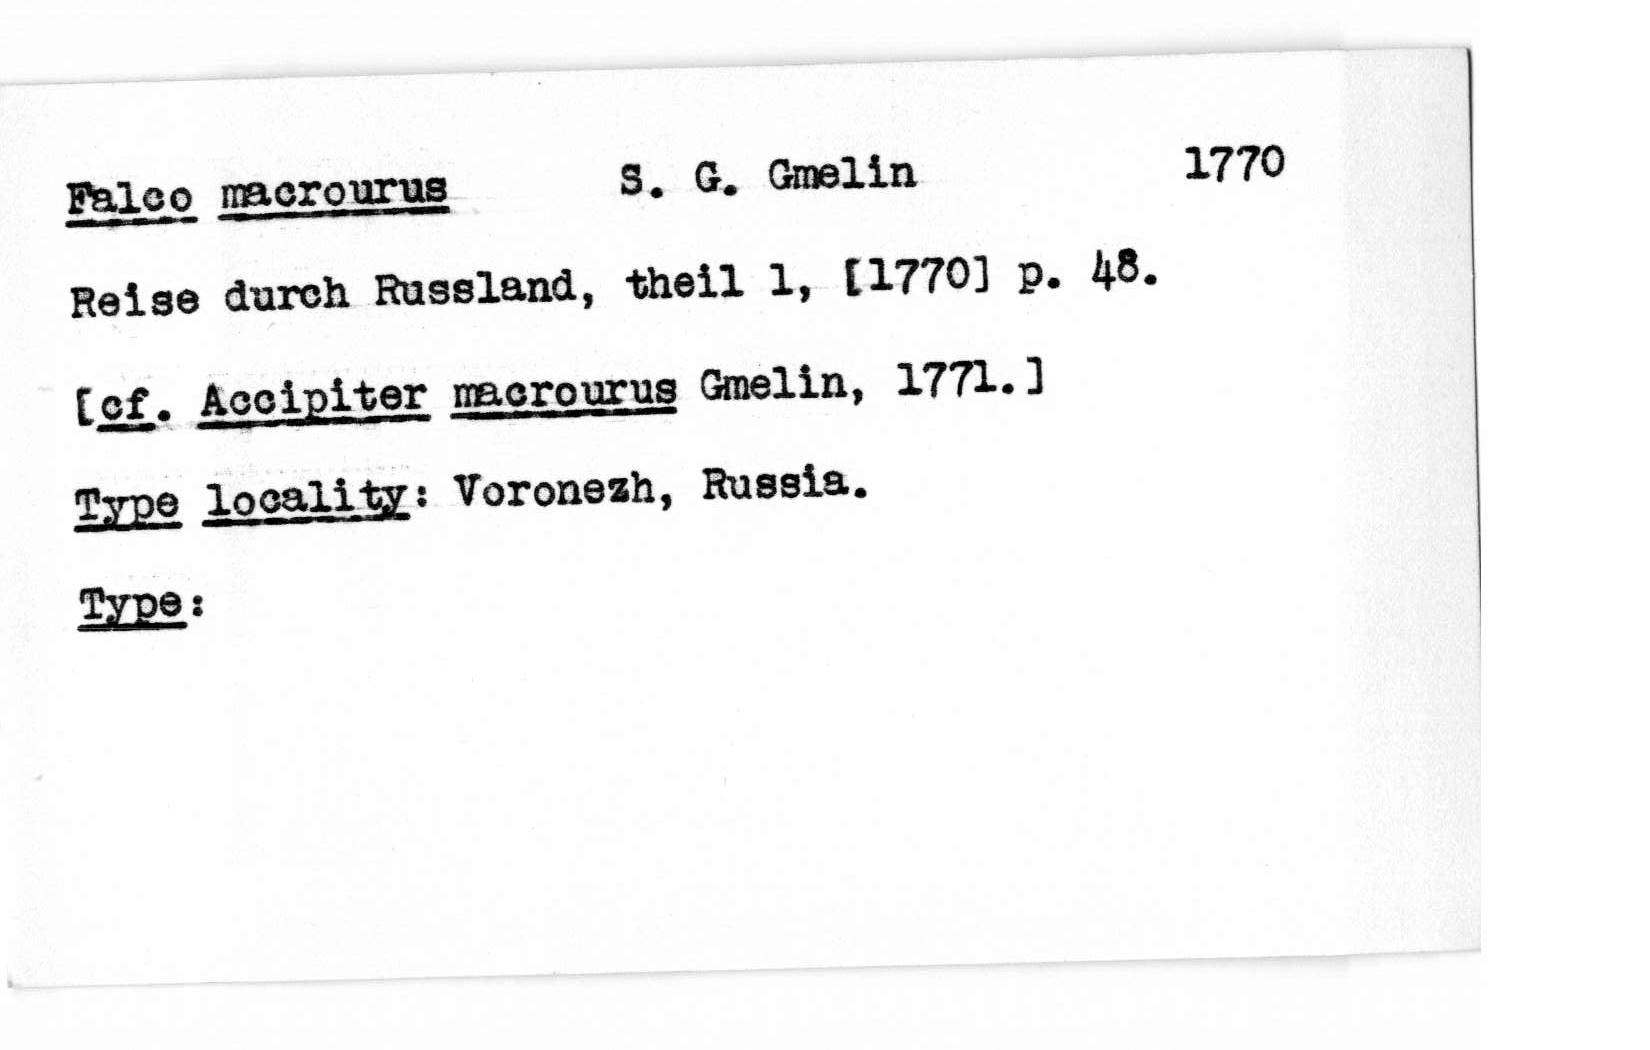 Falco macrourus S. G. Gmelin 1770
Reise durch Russland, theil 1, [1770] p. 48.
[cf. Accipiter macrourus Gmelin, 1771.]
Type locality: Voronezh, Russia.
Type: